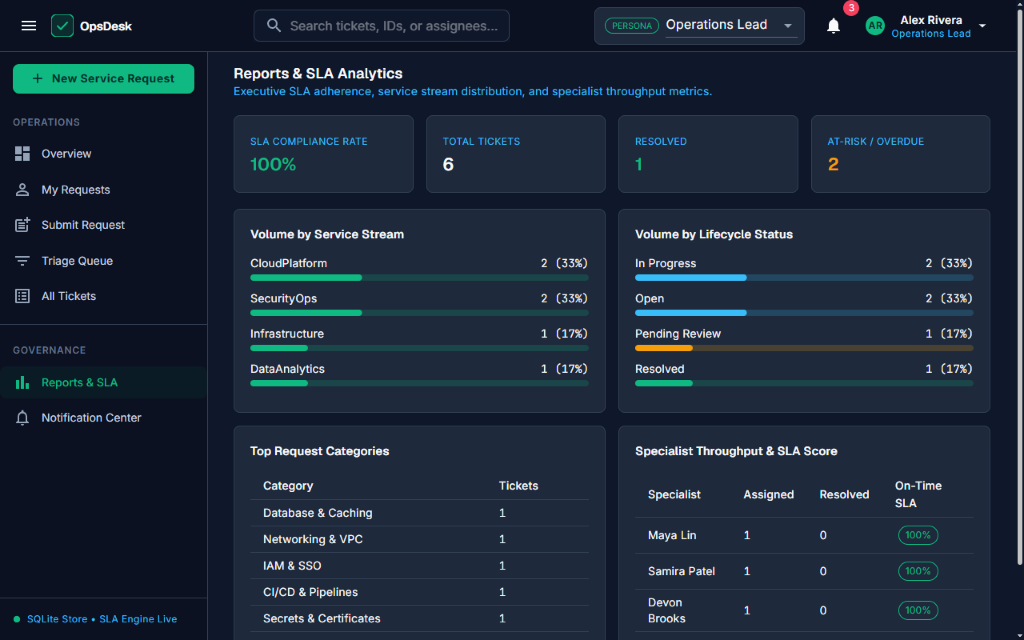 OpsDesk
Search tickets, IDs, or assignees...
PERSONA
Operations Lead
3
AR
Alex Rivera
Operations Lead
New Service Request
OPERATIONS
Overview
My Requests
Submit Request
Triage Queue
All Tickets
GOVERNANCE
Reports & SLA
Notification Center
SQLite Store • SLA Engine Live
Reports & SLA Analytics
Executive SLA adherence, service stream distribution, and specialist throughput metrics.
SLA COMPLIANCE RATE
100%
TOTAL TICKETS
6
RESOLVED
1
AT-RISK / OVERDUE
2
Volume by Service Stream
CloudPlatform 2 (33%)
SecurityOps 2 (33%)
Infrastructure 1 (17%)
DataAnalytics 1 (17%)
Volume by Lifecycle Status
In Progress 2 (33%)
Open 2 (33%)
Pending Review 1 (17%)
Resolved 1 (17%)
Top Request Categories
Category Tickets
Database & Caching 1
Networking & VPC 1
IAM & SSO 1
CI/CD & Pipelines 1
Secrets & Certificates 1
Specialist Throughput & SLA Score
Specialist Assigned Resolved On-Time
SLA
Maya Lin 1 0 100%
Samira Patel 1 0 100%
Devon
Brooks 1 0 100%